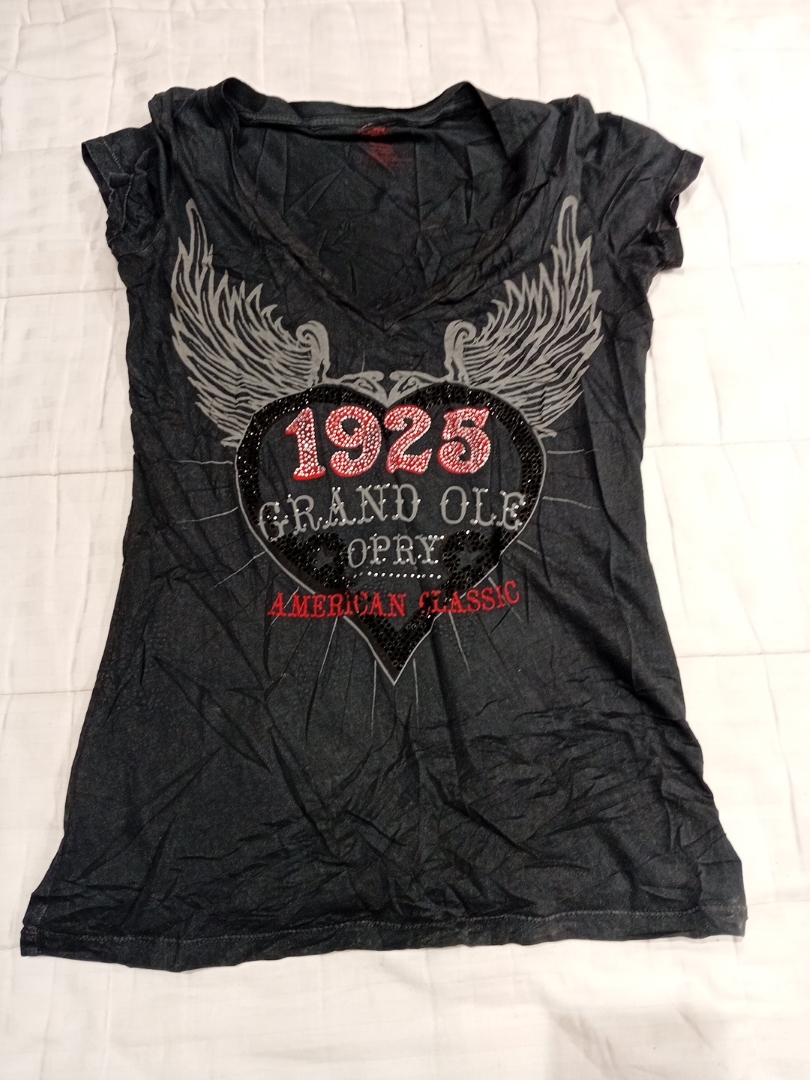 1925
GRAND OLE
OPRY
AMERICAN CLASSIC